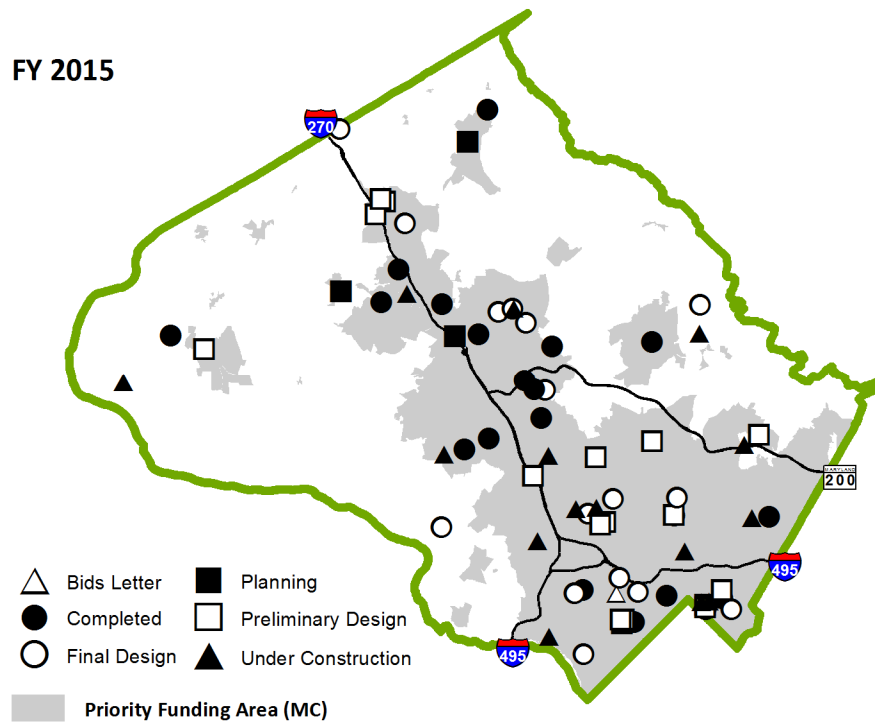 FY 2015
270
MARYLAND
200
495
495
Bids Letter
Planning
Completed
Preliminary Design
Final Design
Under Construction
Priority Funding Area (MC)